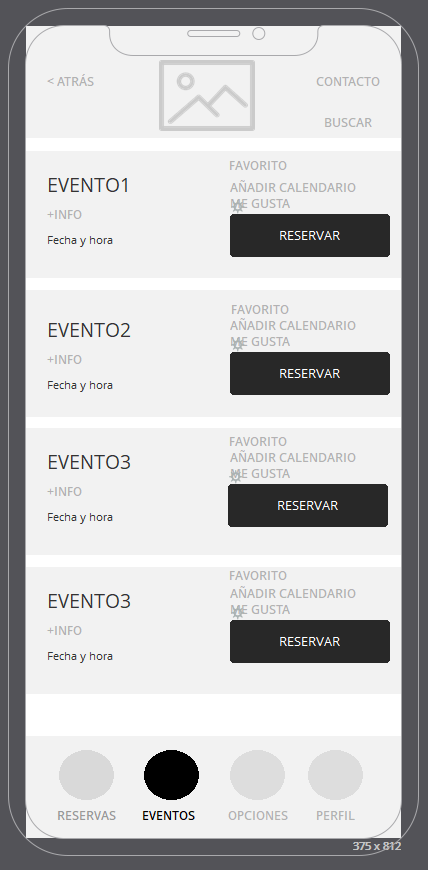 < ATRÁS
CONTACTO
BUSCAR
EVENTO1
+INFO
Fecha y hora
FAVORITO
AÑADIR CALENDARIO
ME GUSTA
RESERVAR
EVENTO2
+INFO
Fecha y hora
FAVORITO
AÑADIR CALENDARIO
ME GUSTA
RESERVAR
EVENTO3
+INFO
Fecha y hora
FAVORITO
AÑADIR CALENDARIO
ME GUSTA
RESERVAR
EVENTO3
+INFO
Fecha y hora
FAVORITO
AÑADIR CALENDARIO
ME GUSTA
RESERVAR
RESERVAS
EVENTOS
OPCIONES
PERFIL
375 x 812